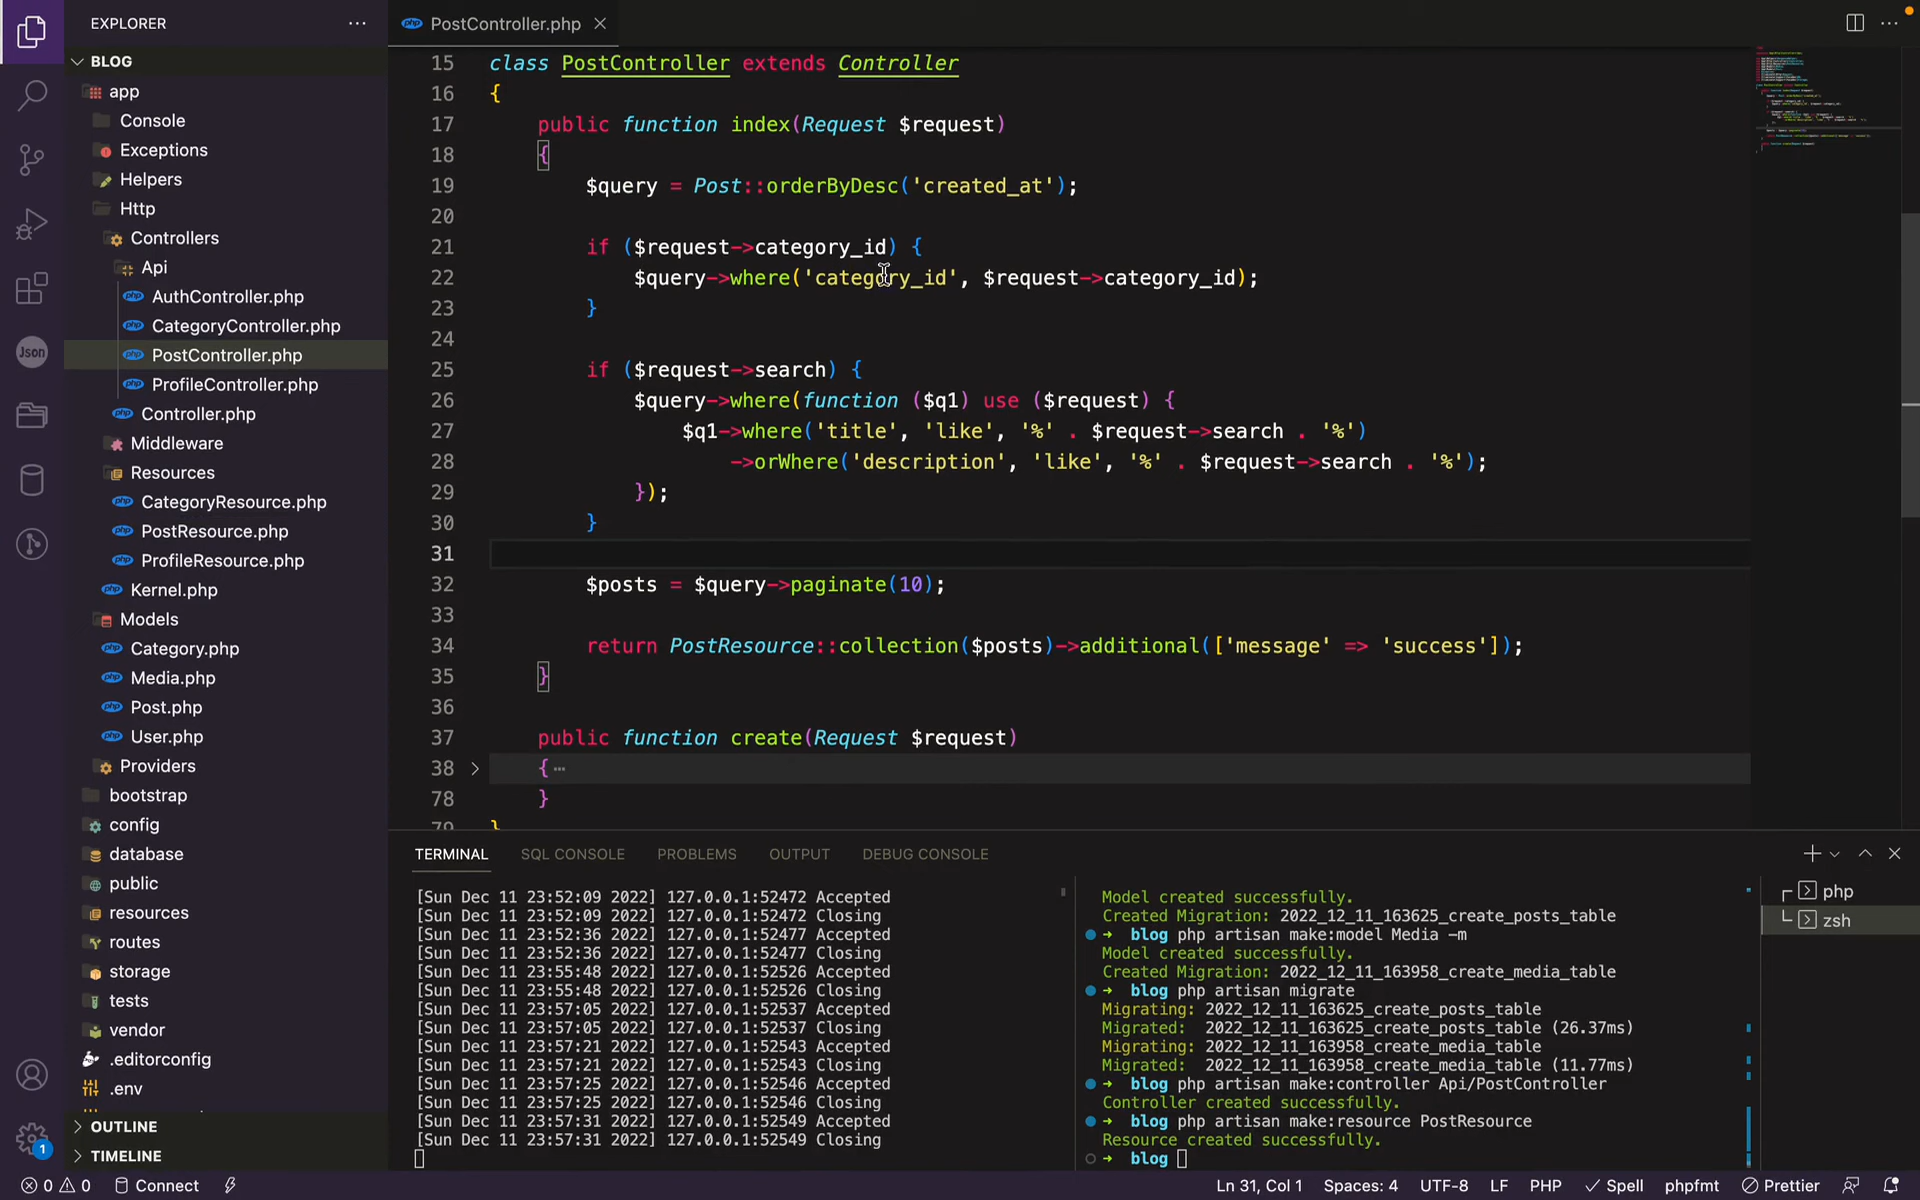 EXPLORER
BLOG
app
Console
Exceptions
Helpers
Http
Controllers
Api
AuthController.php
CategoryController.php
PostController.php
ProfileController.php
Controller.php
Middleware
Resources
CategoryResource.php
PostResource.php
ProfileResource.php
Kernel.php
Models
Category.php
Media.php
Post.php
User.php
Providers
bootstrap
config
database
public
resources
routes
storage
tests
vendor
.editorconfig
.env
OUTLINE
TIMELINE
Json
1
PostController.php
15 class PostController extends Controller
16 {
17 public function index(Request $request)
18 {
19 $query = Post::orderByDesc('created_at');
20
21 if ($request->category_id) {
22 $query->where('category_id', $request->category_id);
23 }
24
25 if ($request->search) {
26 $query->where(function ($q1) use ($request) {
27 $q1->where('title', 'like', '%' . $request->search . '%')
28 ->orWhere('description', 'like', '%' . $request->search . '%');
29 });
30 }
31
32 $posts = $query->paginate(10);
33
34 return PostResource::collection($posts)->additional(['message' => 'success']);
35 }
36
37 public function create(Request $request)
38 { ⋯
78 }
79 }
TERMINAL SQL CONSOLE PROBLEMS OUTPUT DEBUG CONSOLE
[Sun Dec 11 23:52:09 2022] 127.0.0.1:52472 Accepted
[Sun Dec 11 23:52:09 2022] 127.0.0.1:52472 Closing
[Sun Dec 11 23:52:36 2022] 127.0.0.1:52477 Accepted
[Sun Dec 11 23:52:36 2022] 127.0.0.1:52477 Closing
[Sun Dec 11 23:55:48 2022] 127.0.0.1:52526 Accepted
[Sun Dec 11 23:55:48 2022] 127.0.0.1:52526 Closing
[Sun Dec 11 23:57:05 2022] 127.0.0.1:52537 Accepted
[Sun Dec 11 23:57:05 2022] 127.0.0.1:52537 Closing
[Sun Dec 11 23:57:21 2022] 127.0.0.1:52543 Accepted
[Sun Dec 11 23:57:21 2022] 127.0.0.1:52543 Closing
[Sun Dec 11 23:57:25 2022] 127.0.0.1:52546 Accepted
[Sun Dec 11 23:57:25 2022] 127.0.0.1:52546 Closing
[Sun Dec 11 23:57:31 2022] 127.0.0.1:52549 Accepted
[Sun Dec 11 23:57:31 2022] 127.0.0.1:52549 Closing
Model created successfully.
Created Migration: 2022_12_11_163625_create_posts_table
➜ blog php artisan make:model Media -m
Model created successfully.
Created Migration: 2022_12_11_163958_create_media_table
➜ blog php artisan migrate
Migrating: 2022_12_11_163625_create_posts_table
Migrated: 2022_12_11_163625_create_posts_table (26.37ms)
Migrating: 2022_12_11_163958_create_media_table
Migrated: 2022_12_11_163958_create_media_table (11.77ms)
➜ blog php artisan make:controller Api/PostController
Controller created successfully.
➜ blog php artisan make:resource PostResource
Resource created successfully.
➜ blog
php
zsh
0 0 Connect Ln 31, Col 1 Spaces: 4 UTF-8 LF PHP Spell phpfmt Prettier